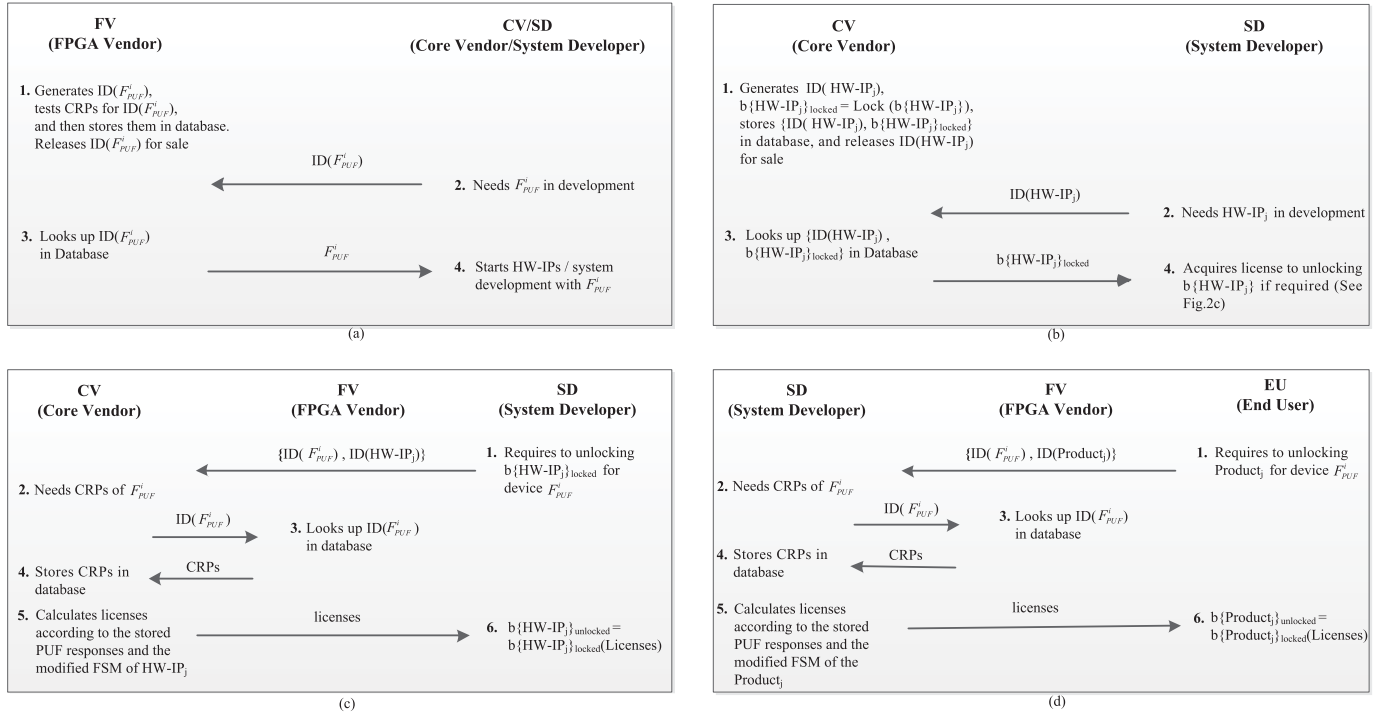 FV
(FPGA Vendor)
CV/SD
(Core Vendor/System Developer)
1. Generates ID(F^i_PUF),
tests CRPs for ID(F^i_PUF),
and then stores them in database.
Releases ID(F^i_PUF) for sale
ID(F^i_PUF)
2. Needs F^i_PUF in development
3. Looks up ID(F^i_PUF)
in Database
F^i_PUF
4. Starts HW-IPs / system
development with F^i_PUF
(a)
CV
(Core Vendor)
SD
(System Developer)
1. Generates ID( HW-IP_j),
b{HW-IP_j}_locked = Lock (b{HW-IP_j}),
stores {ID( HW-IP_j), b{HW-IP_j}_locked}
in database, and releases ID(HW-IP_j)
for sale
ID(HW-IP_j)
2. Needs HW-IP_j in development
3. Looks up {ID(HW-IP_j) ,
b{HW-IP_j}_locked} in Database
b{HW-IP_j}_locked
4. Acquires license to unlocking
b{HW-IP_j} if required (See
Fig.2c)
(b)
CV
(Core Vendor)
FV
(FPGA Vendor)
SD
(System Developer)
{ID( F^i_PUF) , ID(HW-IP_j)}
1. Requires to unlocking
b{HW-IP_j}_locked for
device F^i_PUF
2. Needs CRPs of F^i_PUF
ID( F^i_PUF)
3. Looks up ID(F^i_PUF)
in database
CRPs
4. Stores CRPs in
database
5. Calculates licenses
according to the stored
PUF responses and the
modified FSM of HW-IP_j
licenses
6. b{HW-IP_j}_unlocked =
b{HW-IP_j}_locked(Licenses)
(c)
SD
(System Developer)
FV
(FPGA Vendor)
EU
(End User)
{ID( F^i_PUF) , ID(Product_j)}
1. Requires to unlocking
Product_j for device F^i_PUF
2. Needs CRPs of F^i_PUF
ID( F^i_PUF)
3. Looks up ID(F^i_PUF)
in database
CRPs
4. Stores CRPs in
database
5. Calculates licenses
according to the stored
PUF responses and the
modified FSM of the
Product_j
licenses
6. b{Product_j}_unlocked =
b{Product_j}_locked(Licenses)
(d)